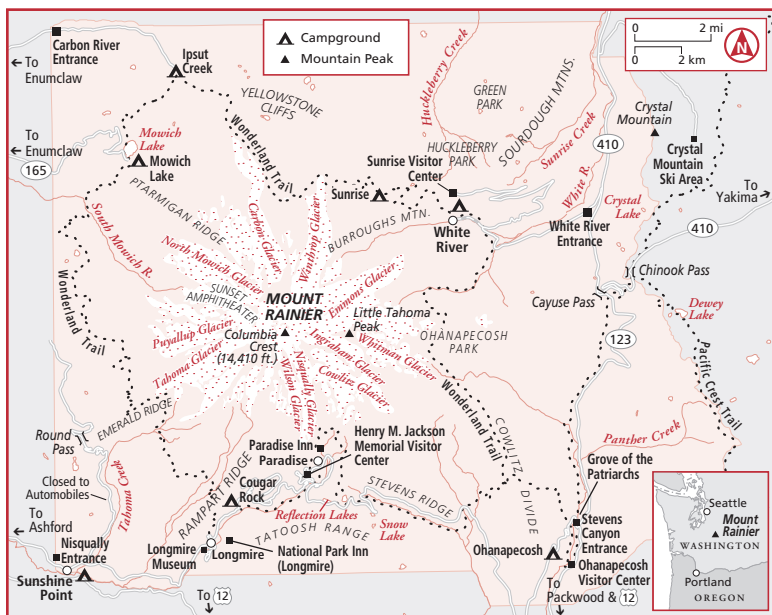 Campground
Mountain Peak
0 2 mi
0 2 km
N
Carbon River
Entrance
To
Enumclaw
Ipsut
Creek
YELLOWSTONE
CLIFFS
Huckleberry Creek
GREEN
PARK
SOURDOUGH MTNS.
Crystal
Mountain
To
Enumclaw
165
Mowich
Lake
Mowich
Lake
Wonderland Trail
HUCKLEBERRY
PARK
Sunrise Creek
410
Crystal
Mountain
Ski Area
Sunrise Visitor
Center
Sunrise
PTARMIGAN RIDGE
White R.
To
Yakima
South Mowich R.
Carbon Glacier
Winthrop Glacier
BURROUGHS MTN.
White
River
White River
Entrance
Crystal
Lake
410
North Mowich Glacier
Emmons Glacier
SUNSET
AMPHITHEATER
MOUNT
RAINIER
Chinook Pass
Cayuse Pass
Wonderland Trail
Puyallup Glacier
Columbia
Crest
(14,410 ft.)
Little Tahoma
Peak
Ingraham Glacier
Whitman Glacier
OHANAPECOSH
PARK
Dewey
Lake
123
Tahoma Glacier
Nisqually Glacier
Wilson Glacier
Cowlitz Glacier
Wonderland Trail
Pacific Crest Trail
EMERALD RIDGE
Round
Pass
Henry M. Jackson
Memorial Visitor
Center
Paradise Inn
Paradise
COWLITZ
DIVIDE
Panther Creek
Grove of the
Patriarchs
Closed to
Automobiles
Tahoma Creek
RAMPART RIDGE
Cougar
Rock
Reflection Lakes
STEVENS RIDGE
Snow
Lake
TATOOSH RANGE
Stevens
Canyon
Entrance
To
Ashford
Nisqually
Entrance
Sunshine
Point
Longmire
Museum
Longmire
National Park Inn
(Longmire)
Ohanapecosh
Ohanapecosh
Visitor Center
To
12
To
Packwood & 12
Seattle
Mount
Rainier
WASHINGTON
Portland
OREGON